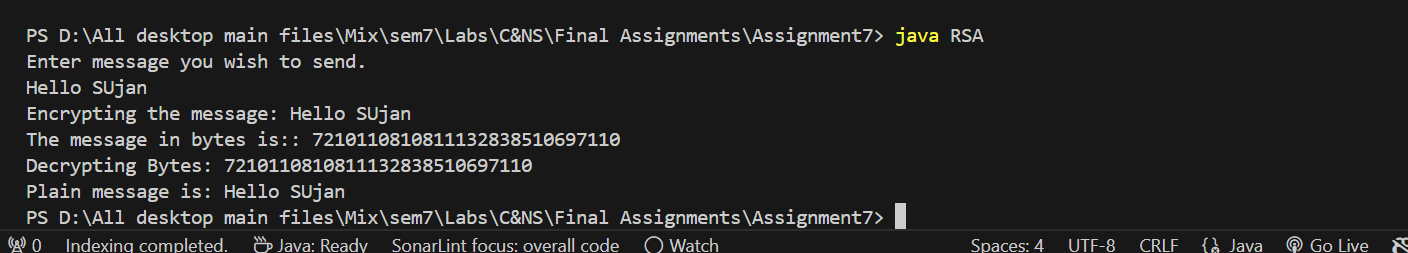 PS D:\All desktop main files\Mix\sem7\Labs\C&NS\Final Assignments\Assignment7> java RSA
Enter message you wish to send.
Hello SUjan
Encrypting the message: Hello SUjan
The message in bytes is:: 7210110810811132838510697110
Decrypting Bytes: 7210110810811132838510697110
Plain message is: Hello SUjan
PS D:\All desktop main files\Mix\sem7\Labs\C&NS\Final Assignments\Assignment7>
0 Indexing completed. Java: Ready SonarLint focus: overall code Watch Spaces: 4 UTF-8 CRLF Java Go Live